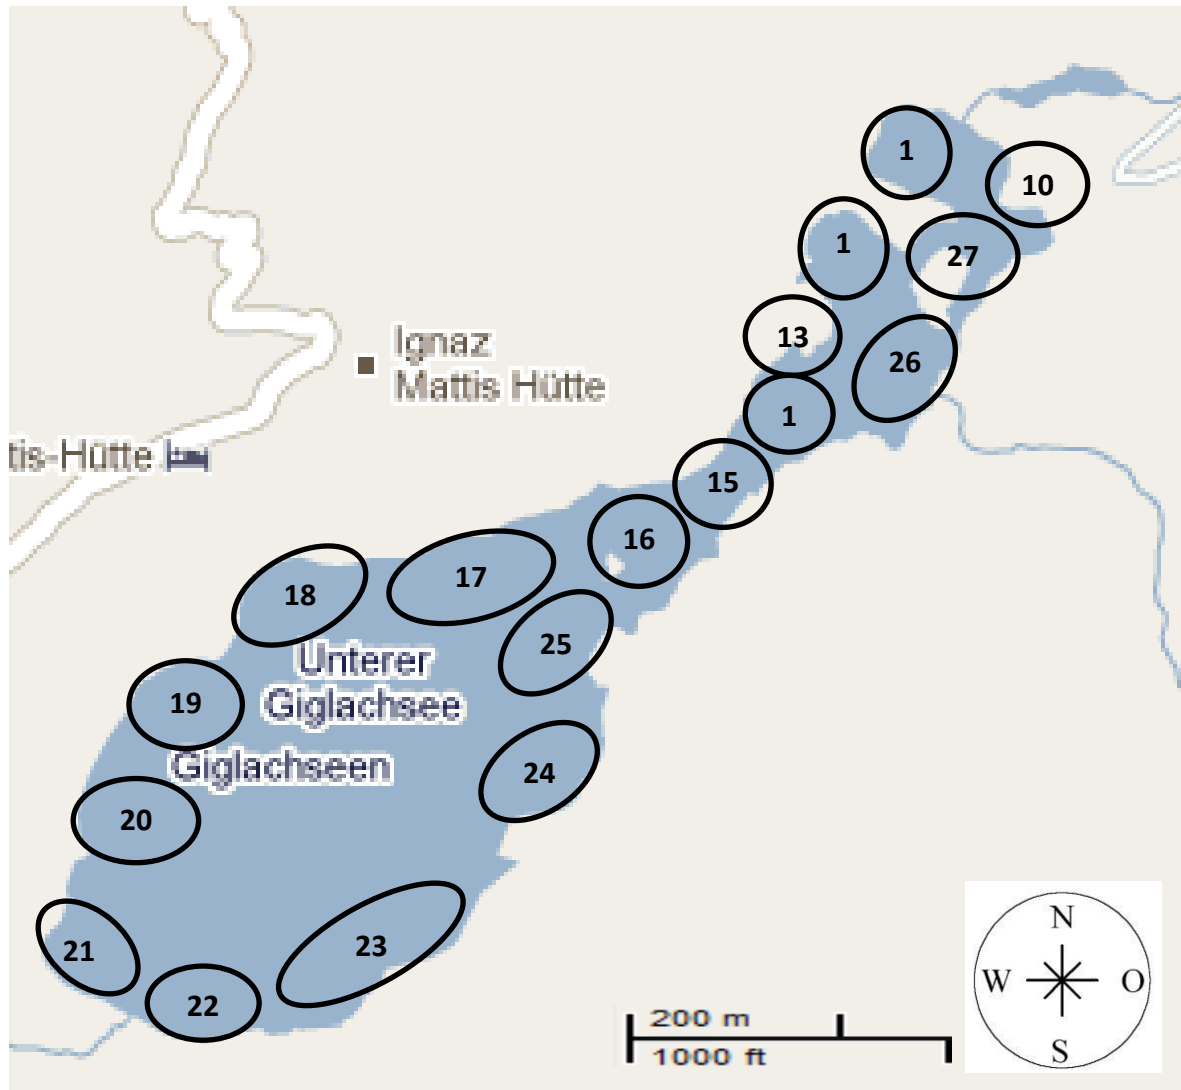 1
10
1
27
13
Ignaz
Mattis Hütte
26
1
tis-Hütte
15
16
17
18
25
Unterer
Giglachsee
19
Giglachseen
24
20
23
21
22
N
W O
S
200 m
1000 ft